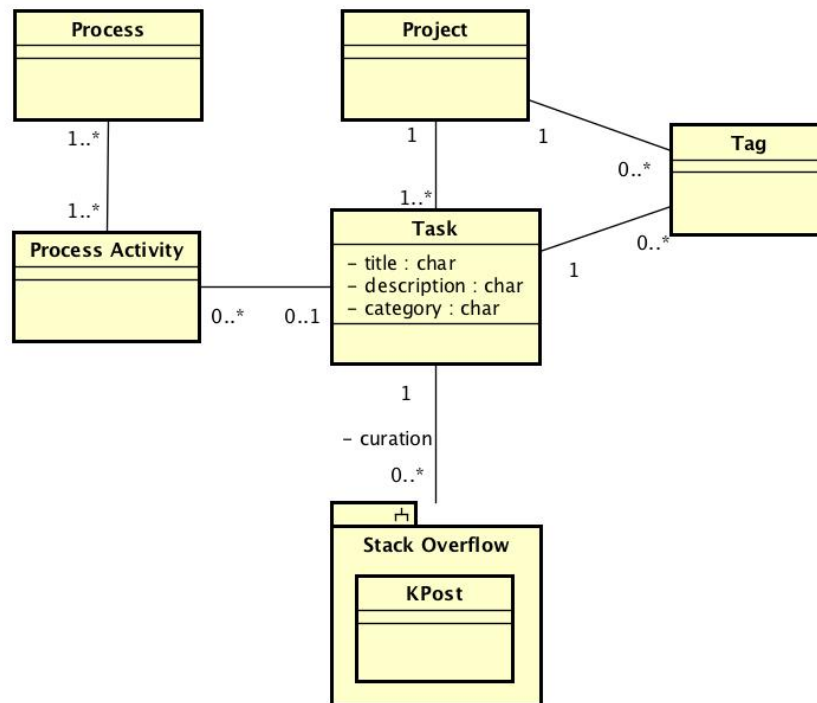 Process
Project
1..*
1
1
Tag
0..*
1..*
1..*
Task
Process Activity
0..*
- title : char
- description : char
- category : char
1
0..*
0..1
1
- curation
0..*
Stack Overflow
KPost